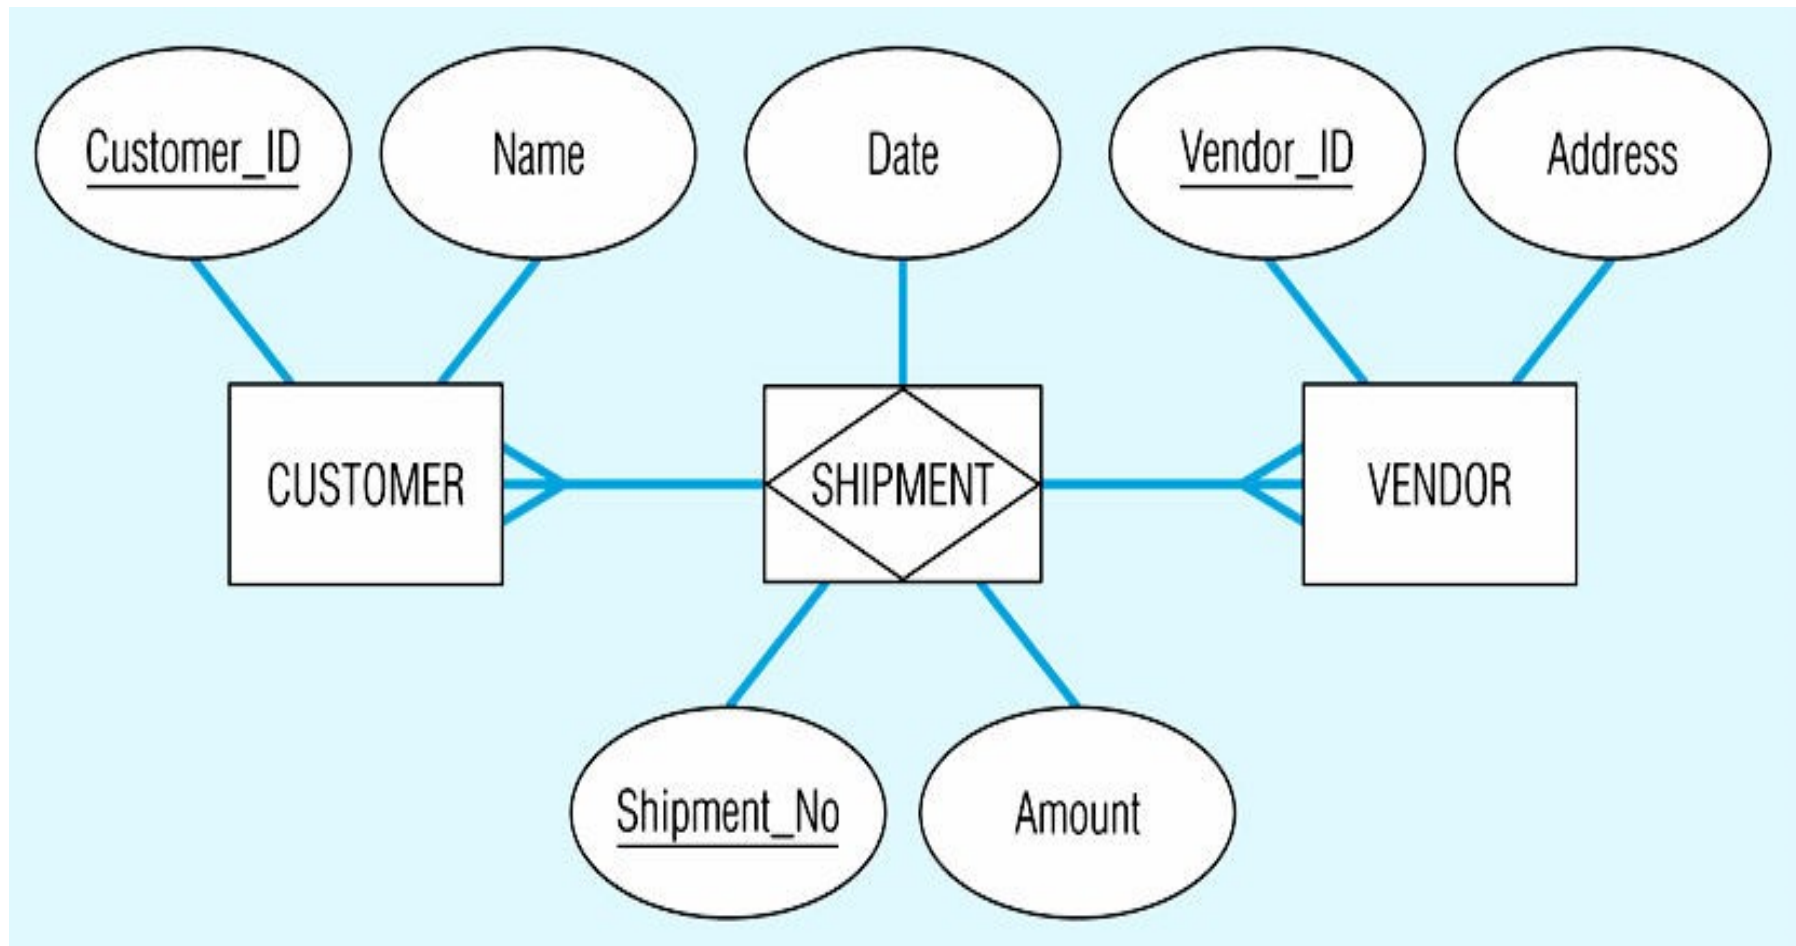 Customer_ID
Name
Date
Vendor_ID
Address
CUSTOMER
SHIPMENT
VENDOR
Shipment_No
Amount